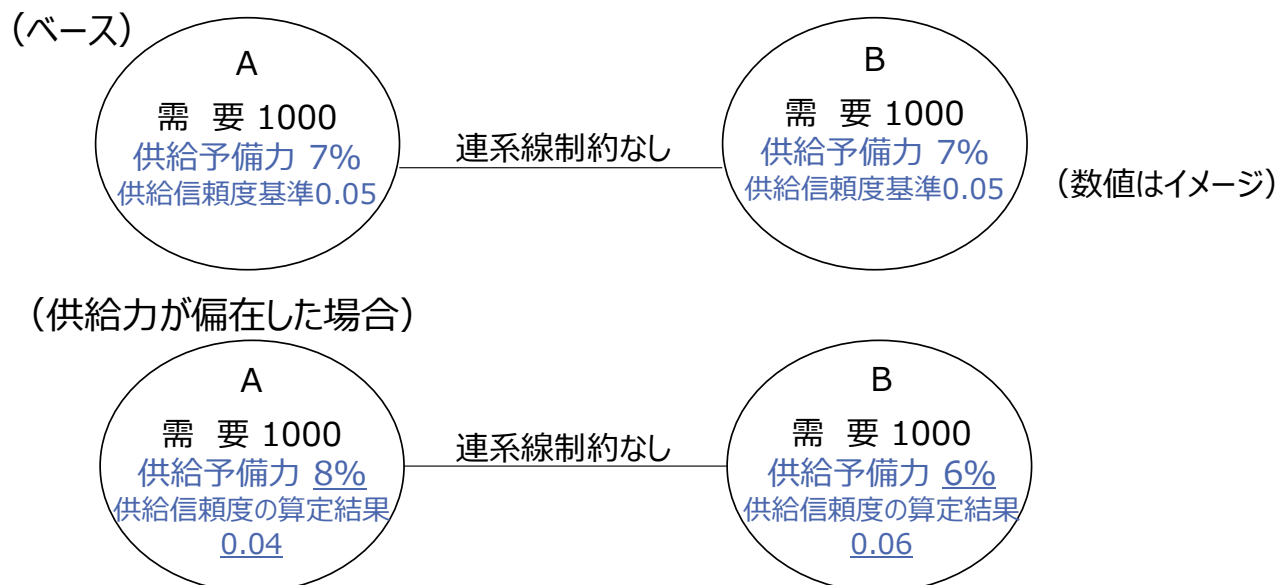 (ベース)
A
需 要 1000
供給予備力 7%
供給信頼度基準0.05
連系線制約なし
B
需 要 1000
供給予備力 7%
供給信頼度基準0.05
(数値はイメージ)
(供給力が偏在した場合)
A
需 要 1000
供給予備力 8%
供給信頼度の算定結果
0.04
連系線制約なし
B
需 要 1000
供給予備力 6%
供給信頼度の算定結果
0.06